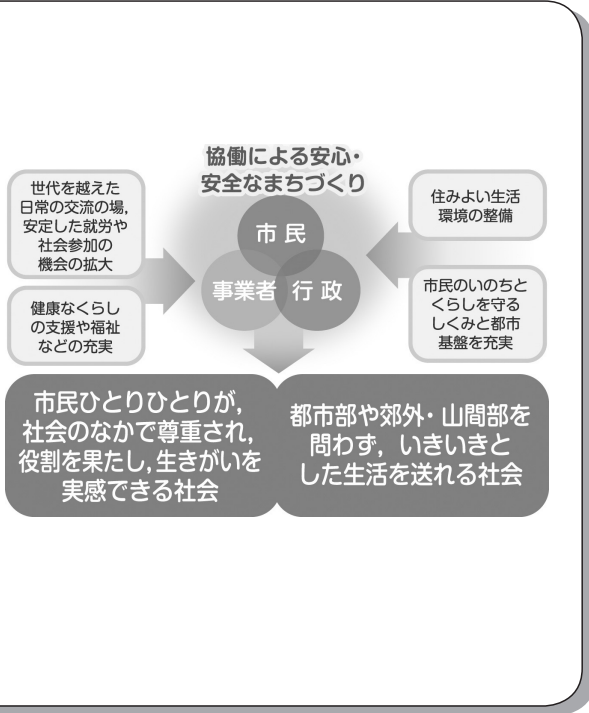 協働による安心・
安全なまちづくり
世代を越えた
日常の交流の場,
安定した就労や
社会参加の
機会の拡大
健康なくらし
の支援や福祉
などの充実
市民
事業者
行政
住みよい生活
環境の整備
市民のいのちと
くらしを守る
しくみと都市
基盤を充実
市民ひとりひとりが,
社会のなかで尊重され,
役割を果たし,生きがいを
実感できる社会
都市部や郊外・山間部を
問わず，いきいきと
した生活を送れる社会